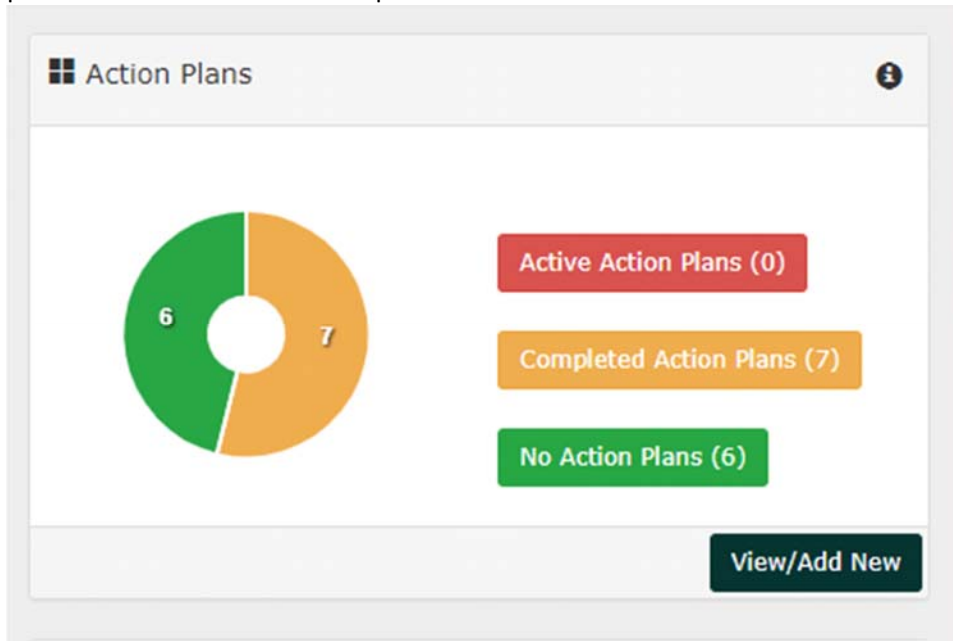 Action Plans
6
7
Active Action Plans (0)
Completed Action Plans (7)
No Action Plans (6)
View/Add New